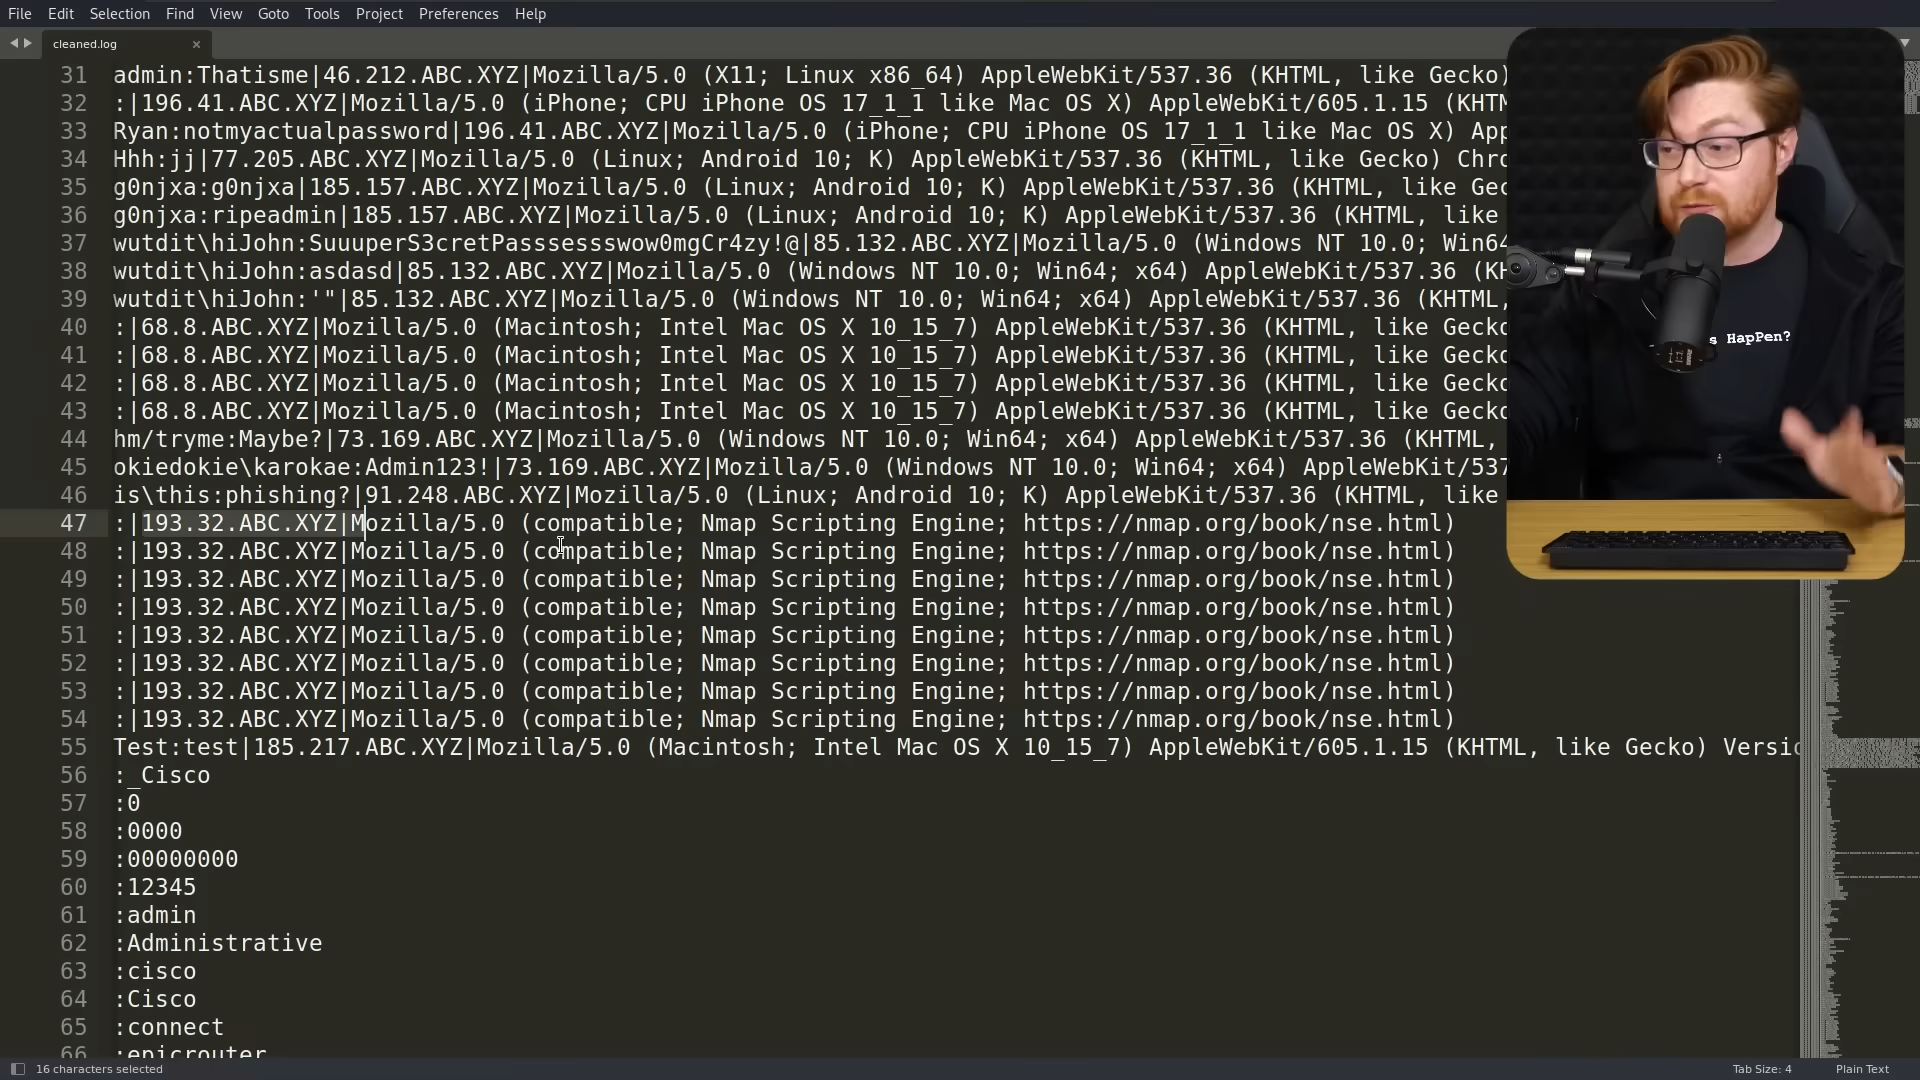 File Edit Selection Find View Goto Tools Project Preferences Help
cleaned.log
31 admin:Thatisme|46.212.ABC.XYZ|Mozilla/5.0 (X11; Linux x86_64) AppleWebKit/537.36 (KHTML, like Gecko)
32 :|196.41.ABC.XYZ|Mozilla/5.0 (iPhone; CPU iPhone OS 17_1_1 like Mac OS X) AppleWebKit/605.1.15 (KHTM
33 Ryan:notmyactualpassword|196.41.ABC.XYZ|Mozilla/5.0 (iPhone; CPU iPhone OS 17_1_1 like Mac OS X) App
34 Hhh:jj|77.205.ABC.XYZ|Mozilla/5.0 (Linux; Android 10; K) AppleWebKit/537.36 (KHTML, like Gecko) Chro
35 g0njxa:g0njxa|185.157.ABC.XYZ|Mozilla/5.0 (Linux; Android 10; K) AppleWebKit/537.36 (KHTML, like Gec
36 g0njxa:ripeadmin|185.157.ABC.XYZ|Mozilla/5.0 (Linux; Android 10; K) AppleWebKit/537.36 (KHTML, like
37 wutdit\hiJohn:SuuuperS3cretPasssessswow0mgCr4zy!@|85.132.ABC.XYZ|Mozilla/5.0 (Windows NT 10.0; Win64
38 wutdit\hiJohn:asdasd|85.132.ABC.XYZ|Mozilla/5.0 (Windows NT 10.0; Win64; x64) AppleWebKit/537.36 (KH
39 wutdit\hiJohn:'"|85.132.ABC.XYZ|Mozilla/5.0 (Windows NT 10.0; Win64; x64) AppleWebKit/537.36 (KHTML,
40 :|68.8.ABC.XYZ|Mozilla/5.0 (Macintosh; Intel Mac OS X 10_15_7) AppleWebKit/537.36 (KHTML, like Gecko
41 :|68.8.ABC.XYZ|Mozilla/5.0 (Macintosh; Intel Mac OS X 10_15_7) AppleWebKit/537.36 (KHTML, like Gecko
42 :|68.8.ABC.XYZ|Mozilla/5.0 (Macintosh; Intel Mac OS X 10_15_7) AppleWebKit/537.36 (KHTML, like Gecko
43 :|68.8.ABC.XYZ|Mozilla/5.0 (Macintosh; Intel Mac OS X 10_15_7) AppleWebKit/537.36 (KHTML, like Gecko
44 hm/tryme:Maybe?|73.169.ABC.XYZ|Mozilla/5.0 (Windows NT 10.0; Win64; x64) AppleWebKit/537.36 (KHTML,
45 okiedokie\karokae:Admin123!|73.169.ABC.XYZ|Mozilla/5.0 (Windows NT 10.0; Win64; x64) AppleWebKit/537
46 is\this:phishing?|91.248.ABC.XYZ|Mozilla/5.0 (Linux; Android 10; K) AppleWebKit/537.36 (KHTML, like
47 :|193.32.ABC.XYZ|Mozilla/5.0 (compatible; Nmap Scripting Engine; https://nmap.org/book/nse.html)
48 :|193.32.ABC.XYZ|Mozilla/5.0 (compatible; Nmap Scripting Engine; https://nmap.org/book/nse.html)
49 :|193.32.ABC.XYZ|Mozilla/5.0 (compatible; Nmap Scripting Engine; https://nmap.org/book/nse.html)
50 :|193.32.ABC.XYZ|Mozilla/5.0 (compatible; Nmap Scripting Engine; https://nmap.org/book/nse.html)
51 :|193.32.ABC.XYZ|Mozilla/5.0 (compatible; Nmap Scripting Engine; https://nmap.org/book/nse.html)
52 :|193.32.ABC.XYZ|Mozilla/5.0 (compatible; Nmap Scripting Engine; https://nmap.org/book/nse.html)
53 :|193.32.ABC.XYZ|Mozilla/5.0 (compatible; Nmap Scripting Engine; https://nmap.org/book/nse.html)
54 :|193.32.ABC.XYZ|Mozilla/5.0 (compatible; Nmap Scripting Engine; https://nmap.org/book/nse.html)
55 Test:test|185.217.ABC.XYZ|Mozilla/5.0 (Macintosh; Intel Mac OS X 10_15_7) AppleWebKit/605.1.15 (KHTML, like Gecko) Versio
56 :_Cisco
57 :0
58 :0000
59 :00000000
60 :12345
61 :admin
62 :Administrative
63 :cisco
64 :Cisco
65 :connect
66 :epicrouter
s HapPen?
16 characters selected
Tab Size: 4
Plain Text